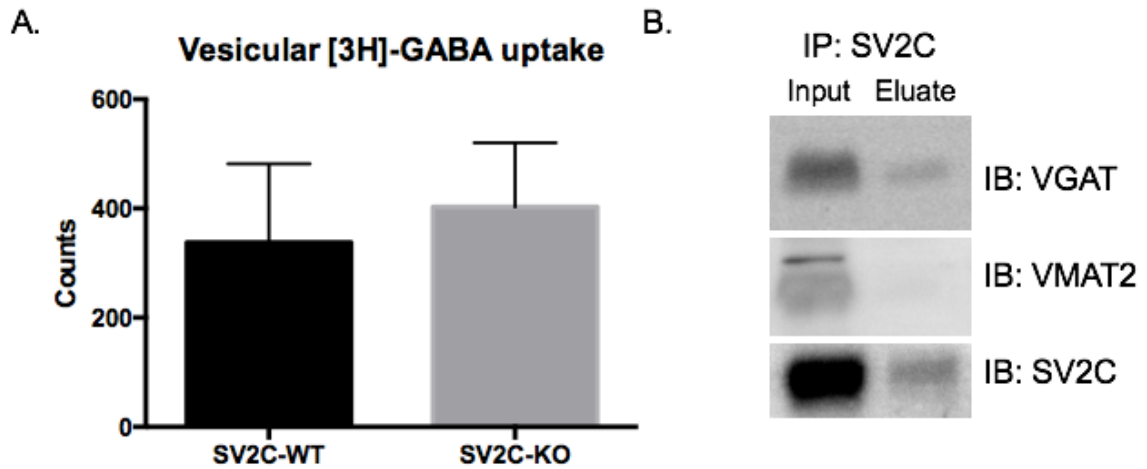 A.
Vesicular [3H]-GABA uptake
600
400
200
0
Counts
SV2C-WT
SV2C-KO
B.
IP: SV2C
Input Eluate
IB: VGAT
IB: VMAT2
IB: SV2C